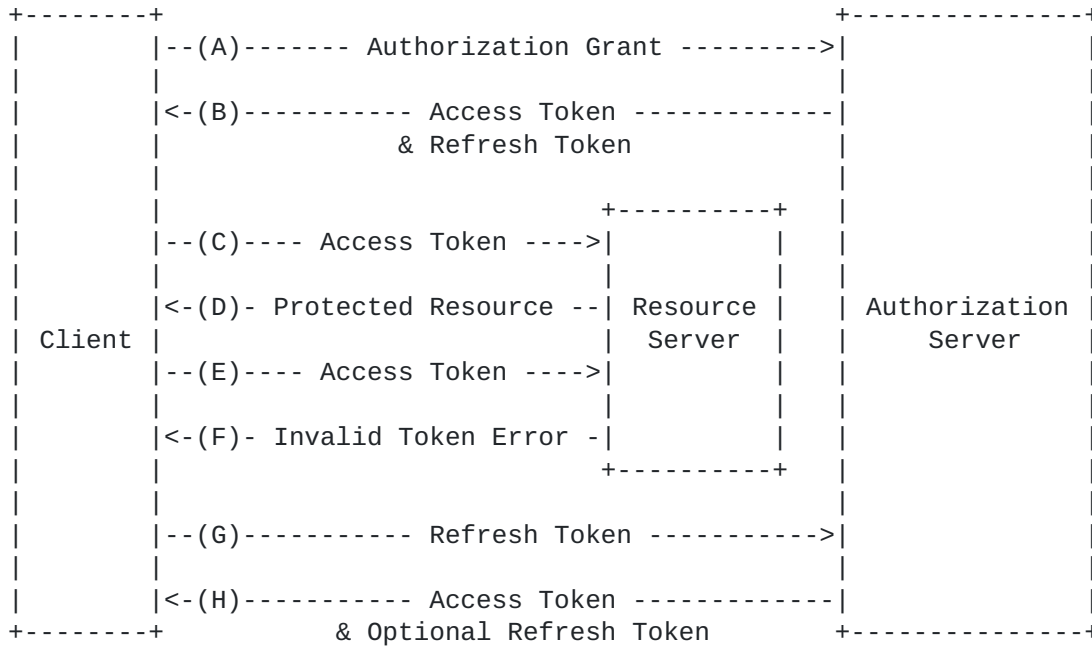 +--------+                                           +---------------+
|        |--(A)------- Authorization Grant --------->|               |
|        |                                           |               |
|        |<-(B)----------- Access Token -------------|               |
|        |               & Refresh Token             |               |
|        |                                           |               |
|        |                            +----------+   |               |
|        |--(C)---- Access Token ---->|          |   |               |
|        |                            |          |   |               |
|        |<-(D)- Protected Resource --| Resource |   | Authorization |
| Client |                            |  Server  |   |     Server    |
|        |--(E)---- Access Token ---->|          |   |               |
|        |                            |          |   |               |
|        |<-(F)- Invalid Token Error -|          |   |               |
|        |                            +----------+   |               |
|        |                                           |               |
|        |--(G)----------- Refresh Token ----------->|               |
|        |                                           |               |
|        |<-(H)----------- Access Token -------------|               |
+--------+           & Optional Refresh Token        +---------------+